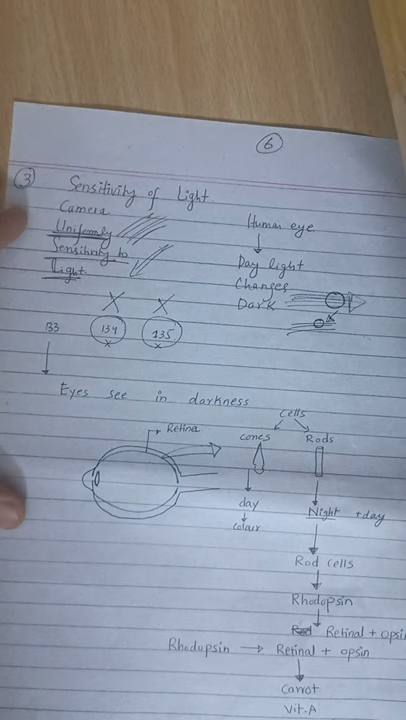 6
3 Sensitivity of Light
Camera
Uniformly
Sensitivity to
Light
Human eye
Day light
Changes
Dark
133 134 135
Eyes see in darkness
Retina
Cells
cones Rods
day
colour
Night + day
Rod cells
Rhodopsin
Retinal + opsin
Rhodopsin → Retinal + opsin
Carrot
Vit. A